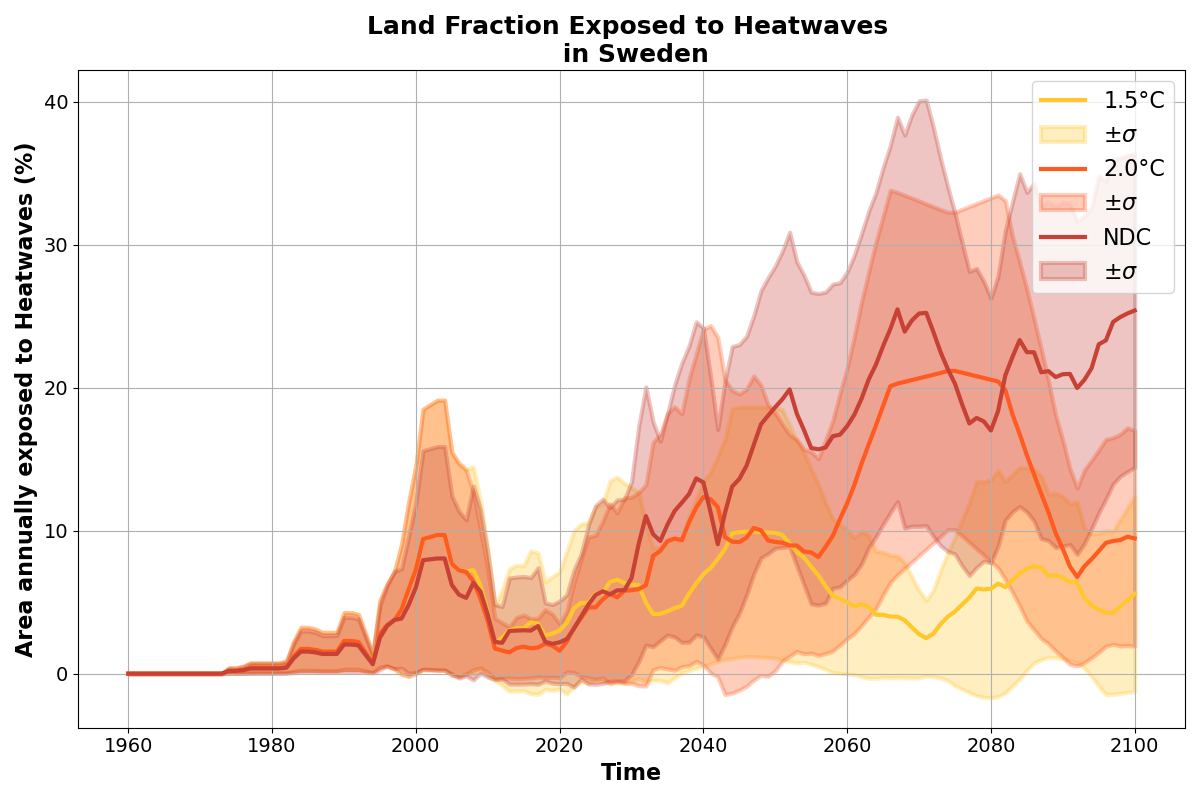 Land Fraction Exposed to Heatwaves
in Sweden
Area annually exposed to Heatwaves (%)
40
30
20
10
0
1.5°C
±σ
2.0°C
±σ
NDC
±σ
1960 1980 2000 2020 2040 2060 2080 2100
Time